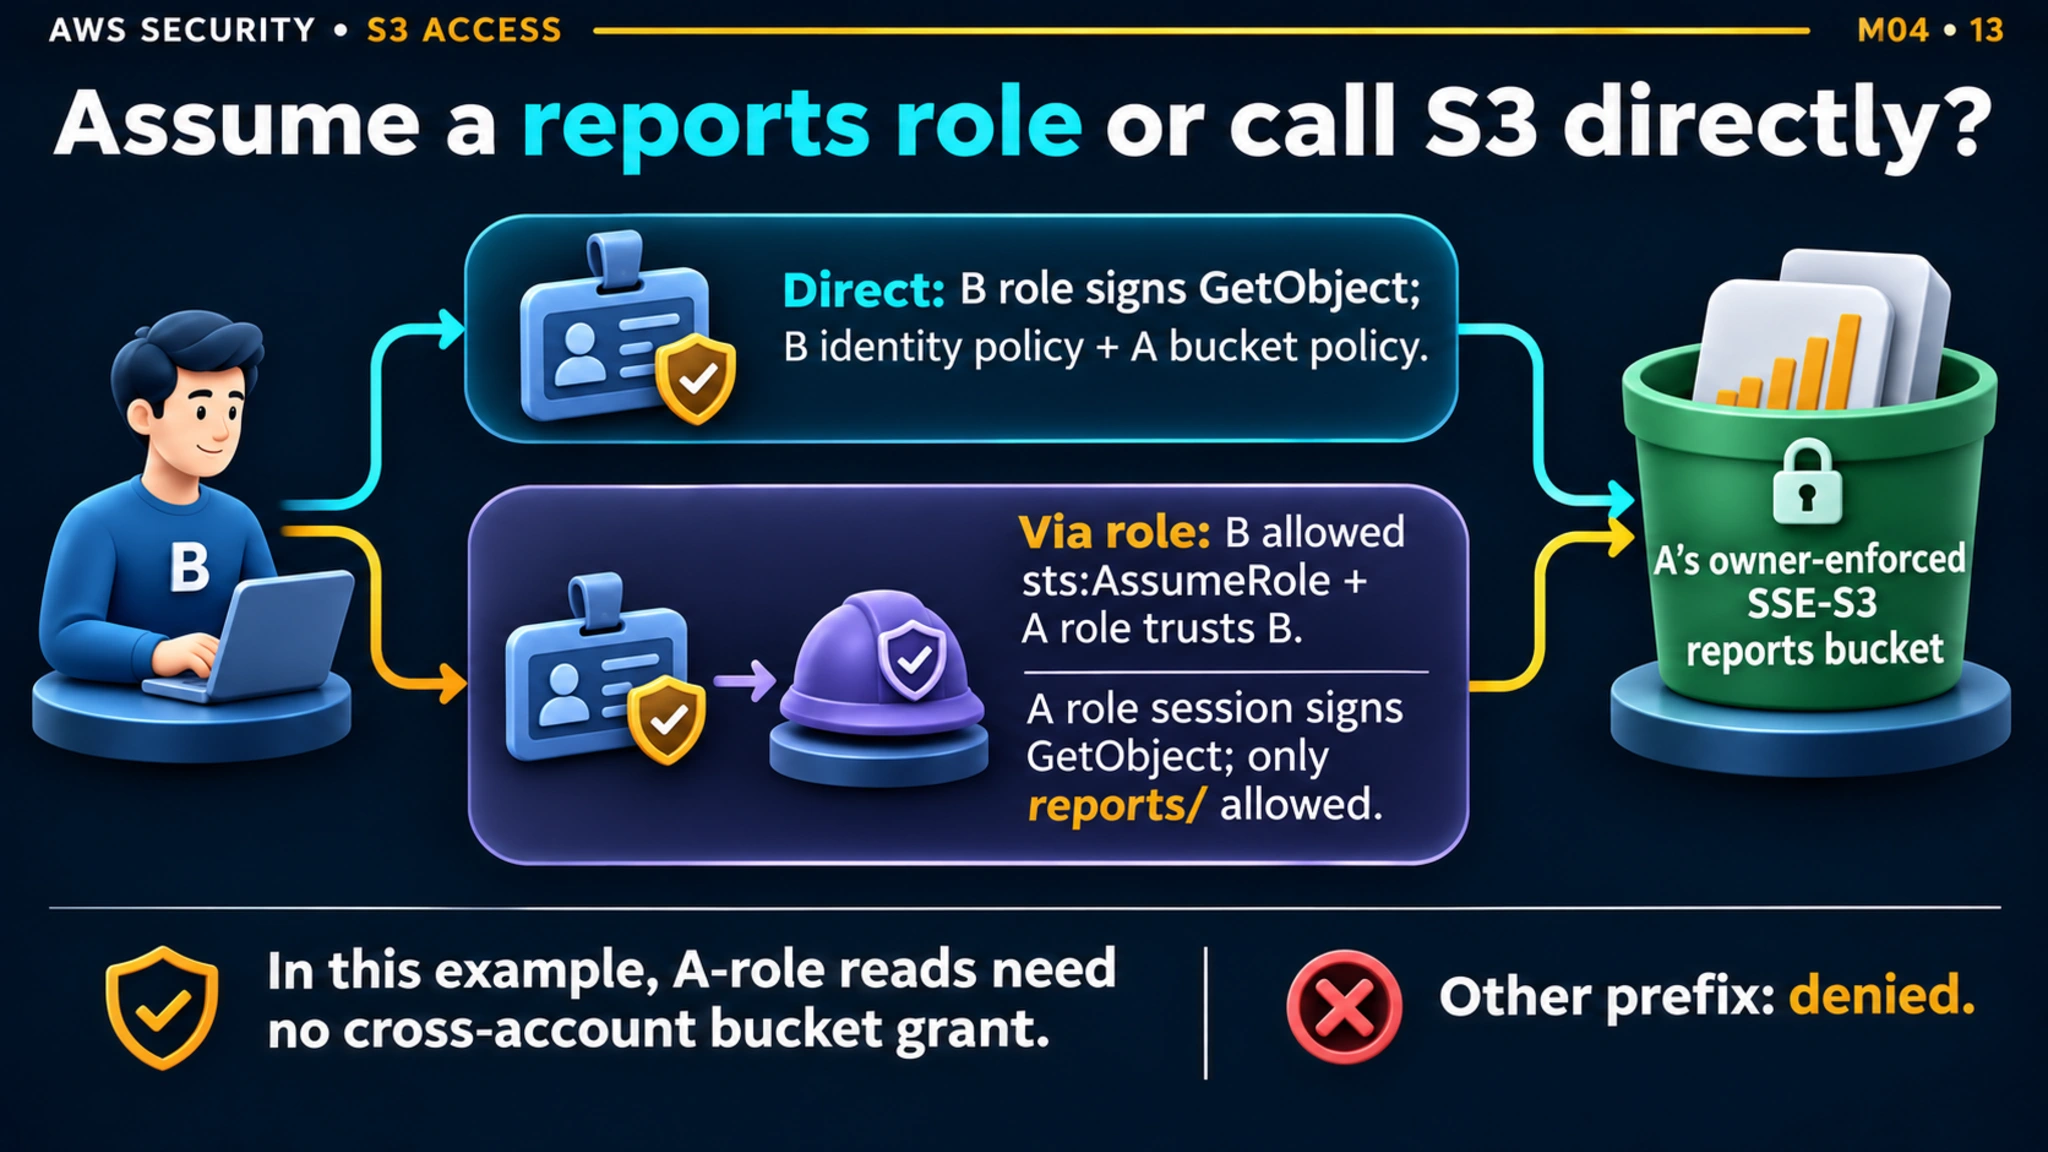 AWS SECURITY • S3 ACCESS
M04 • 13
Assume a reports role or call S3 directly?
Direct: B role signs GetObject;
B identity policy + A bucket policy.
B
Via role: B allowed
sts:AssumeRole +
A role trusts B.
A role session signs
GetObject; only
reports/ allowed.
A's owner-enforced
SSE-S3
reports bucket
In this example, A-role reads need
no cross-account bucket grant.
Other prefix: denied.